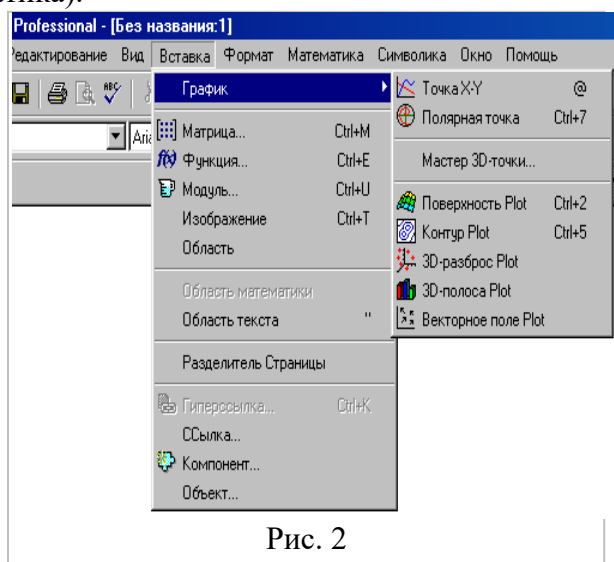 Professional - [Без названия:1]
Редактирование Вид Вставка Формат Математика Символика Окно Помощь
ABC
Aria
График
Матрица... Ctrl+M
f(x) Функция... Ctrl+E
Модуль... Ctrl+U
Изображение Ctrl+T
Область
Область математики
Область текста "
Разделитель Страницы
Гиперссылка... Ctrl+K
ССылка...
Компонент...
Объект...
Точка X-Y @
Полярная точка Ctrl+7
Мастер 3D-точки...
Поверхность Plot Ctrl+2
Контур Plot Ctrl+5
3D-разброс Plot
3D-полоса Plot
Векторное поле Plot
Рис. 2